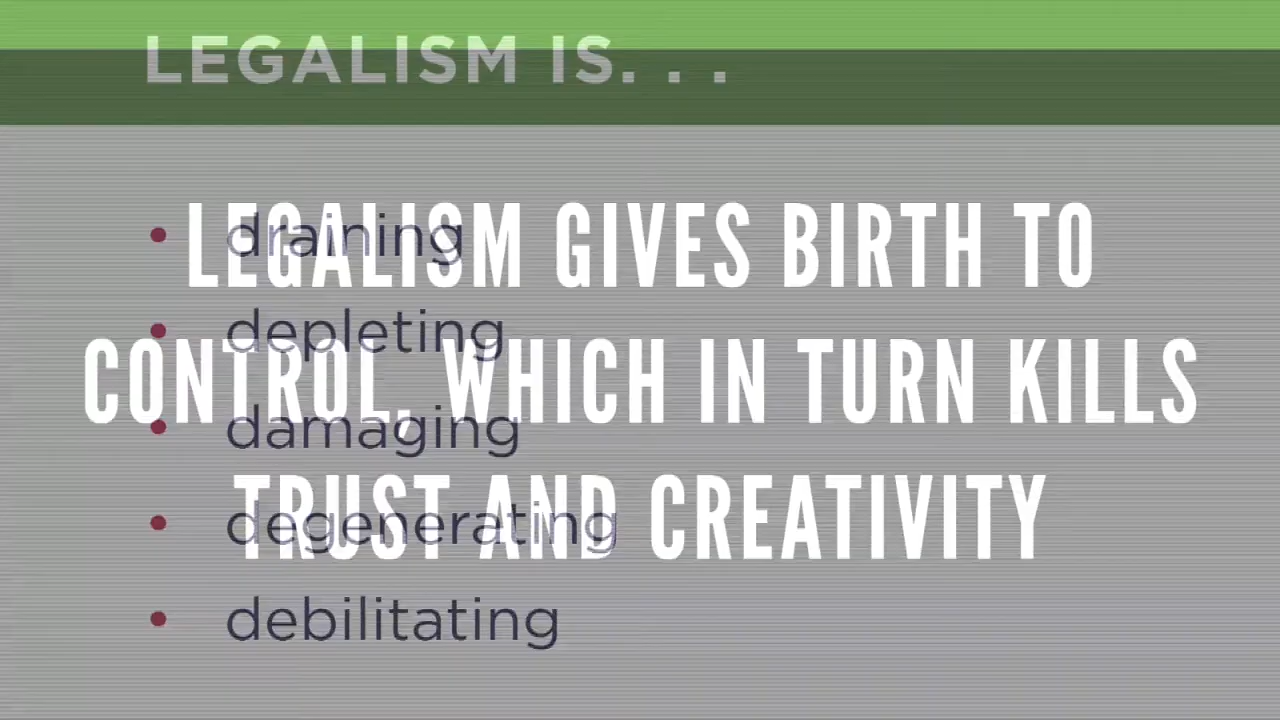 LEGALISM IS. . .
• draining
• depleting
• damaging
• degenerating
• debilitating
LEGALISM GIVES BIRTH TO
CONTROL, WHICH IN TURN KILLS
TRUST AND CREATIVITY